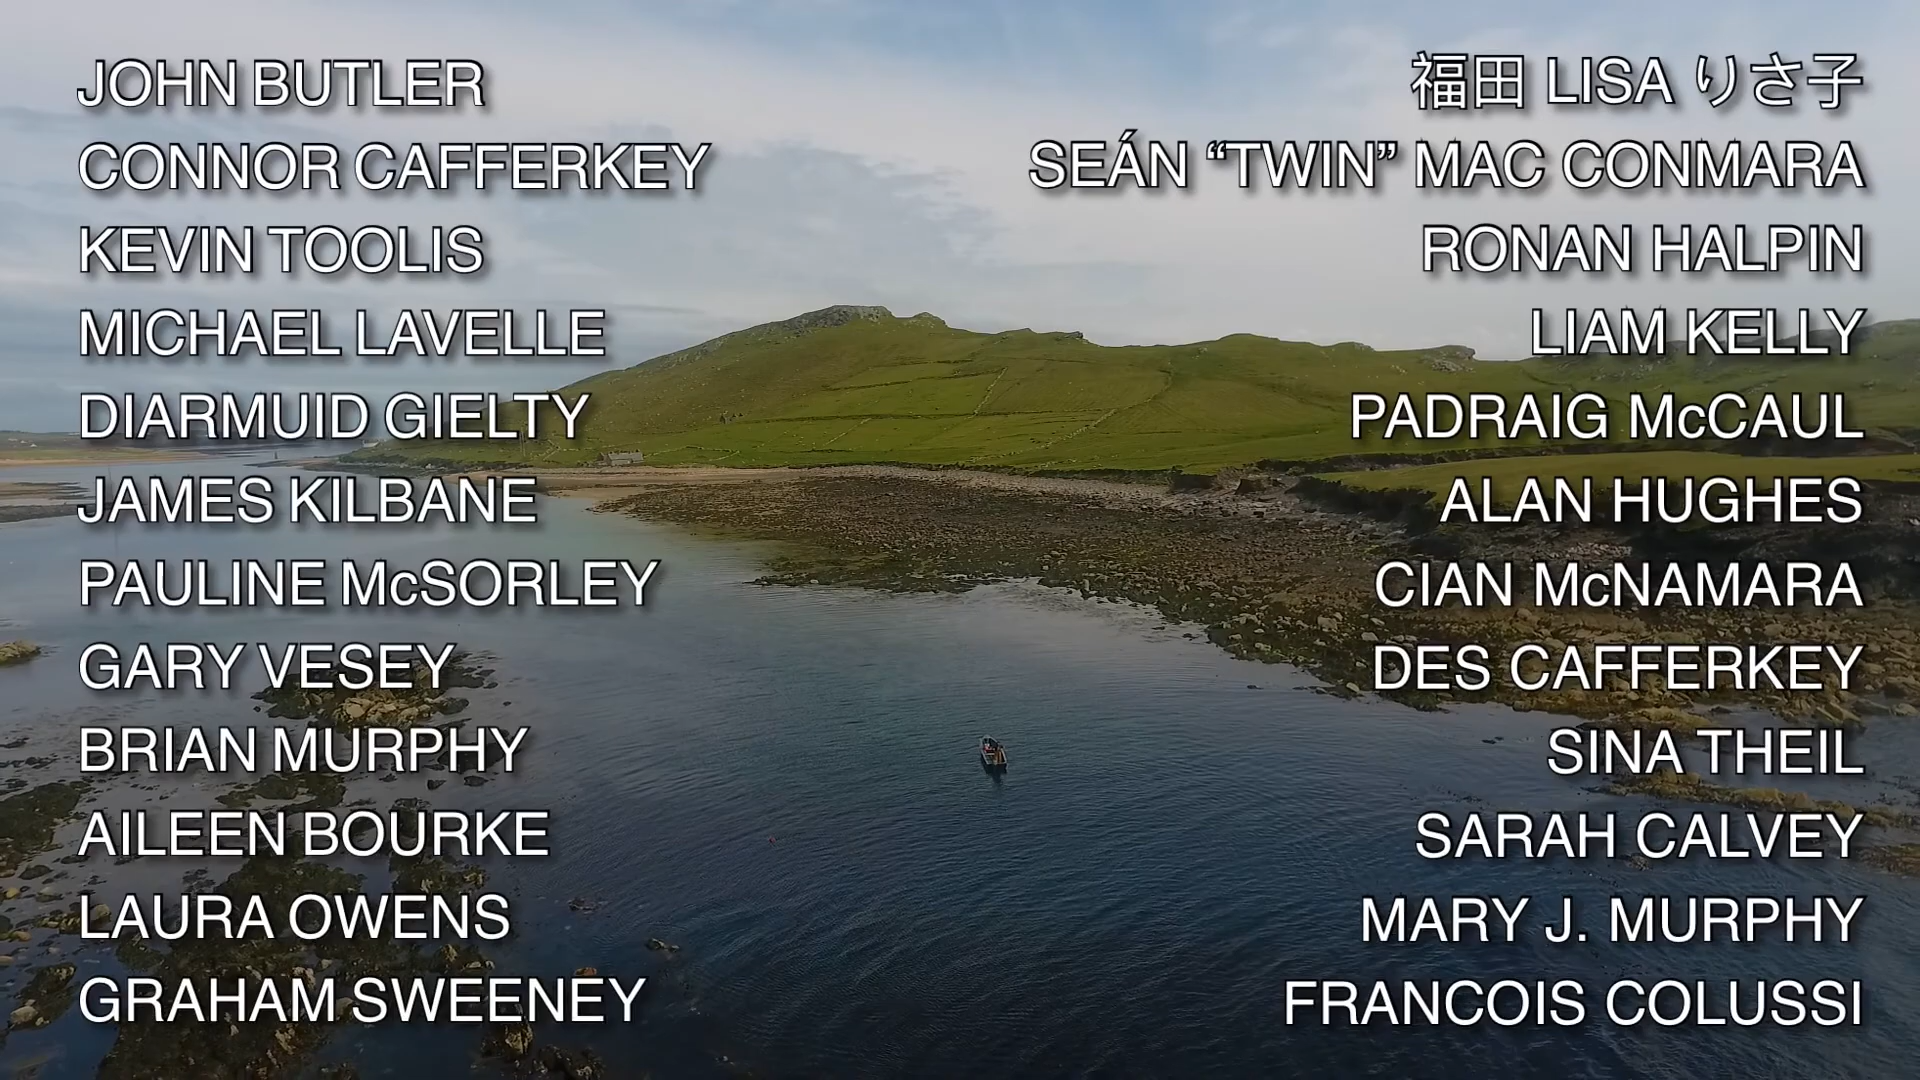 JOHN BUTLER
CONNOR CAFFERKEY
KEVIN TOOLIS
MICHAEL LAVELLE
DIARMUID GIELTY
JAMES KILBANE
PAULINE McSORLEY
GARY VESEY
BRIAN MURPHY
AILEEN BOURKE
LAURA OWENS
GRAHAM SWEENEY
福田 LISA りさ子
SEÁN “TWIN” MAC CONMARA
RONAN HALPIN
LIAM KELLY
PADRAIG McCAUL
ALAN HUGHES
CIAN McNAMARA
DES CAFFERKEY
SINA THEIL
SARAH CALVEY
MARY J. MURPHY
FRANCOIS COLUSSI